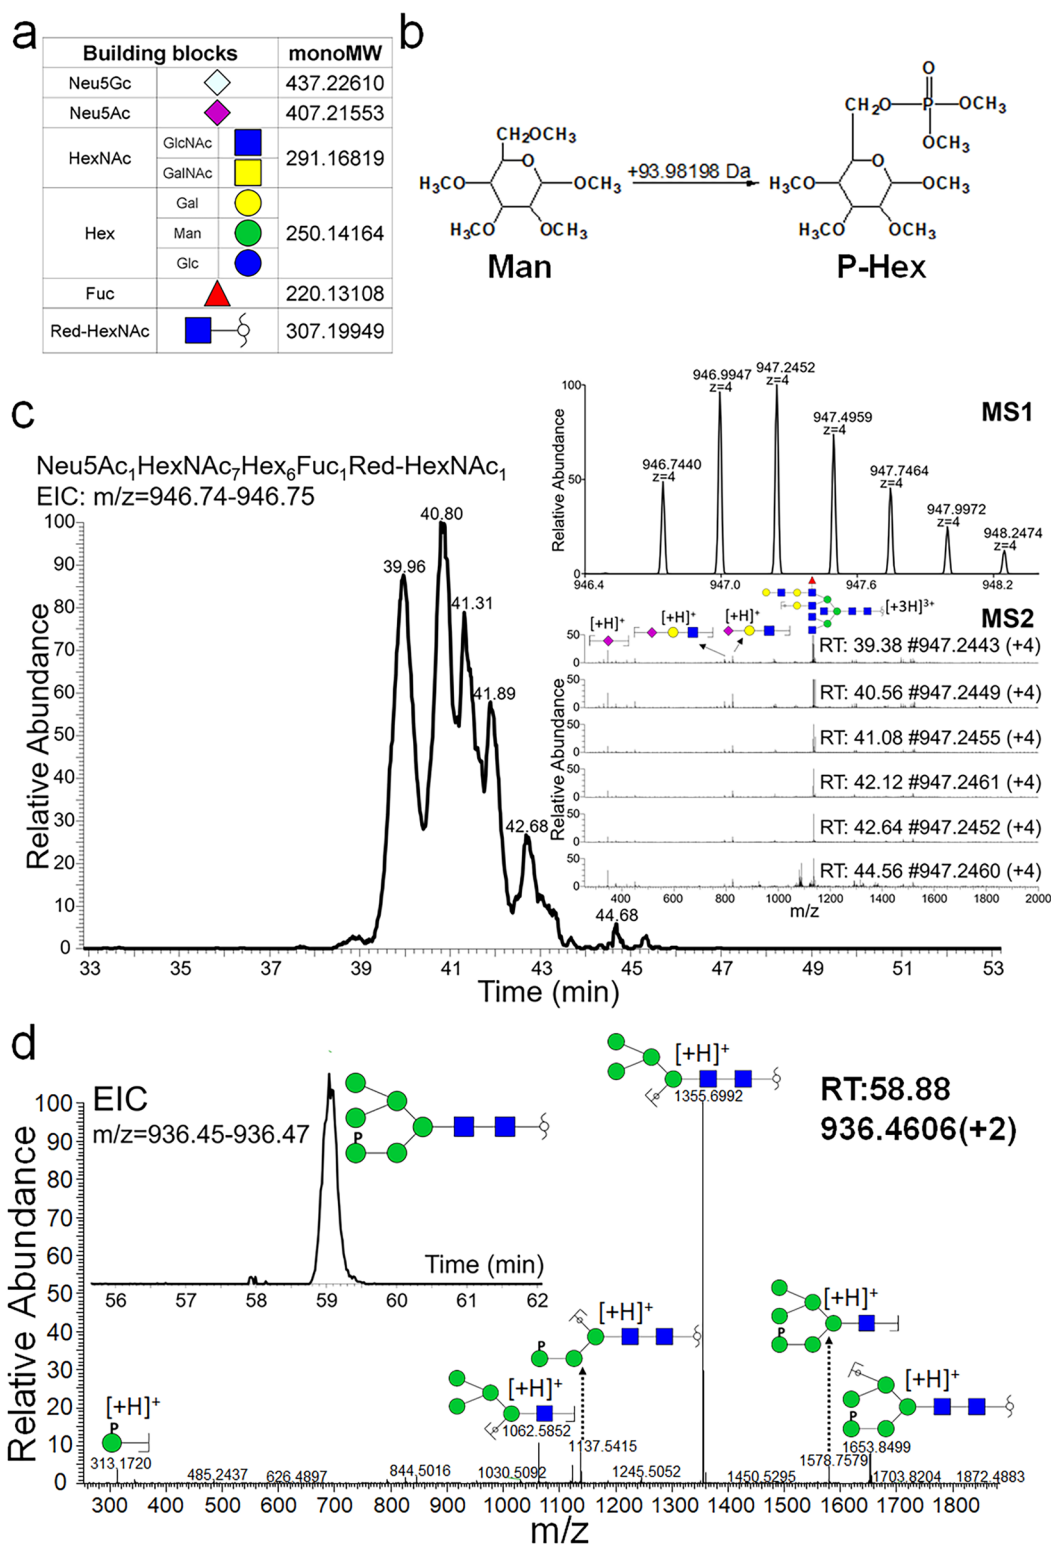 a
Building blocks monoMW
Neu5Gc 437.22610
Neu5Ac 407.21553
HexNAc GlcNAc 291.16819
GalNAc
Hex Gal 250.14164
Man
Glc
Fuc 220.13108
Red-HexNAc 307.19949
b
CH2OCH3
O
H3CO OCH3
H3CO OCH3
Man
+93.98198 Da
O
CH2O P OCH3
OCH3
O
H3CO OCH3
H3CO OCH3
P-Hex
c
Neu5Ac1HexNAc7Hex6Fuc1Red-HexNAc1
EIC: m/z=946.74-946.75
Relative Abundance
100
90
80
70
60
50
40
30
20
10
0
39.96
40.80
41.31
41.89
42.68
44.68
33 35 37 39 41 43 45 47 49 51 53
Time (min)
MS1
Relative Abundance
100
50
0
946.7440
z=4
946.9947
z=4
947.2452
z=4
947.4959
z=4
947.7464
z=4
947.9972
z=4
948.2474
z=4
946.4 947.0 947.6 948.2
MS2
[+H]+ [+H]+ [+H]+ [+3H]3+
Relative Abundance
50
0
RT: 39.38 #947.2443 (+4)
50
0
RT: 40.56 #947.2449 (+4)
50
0
RT: 41.08 #947.2455 (+4)
50
0
RT: 42.12 #947.2461 (+4)
50
0
RT: 42.64 #947.2452 (+4)
50
0
RT: 44.56 #947.2460 (+4)
400 600 800 1000 1200 1400 1600 1800 2000
m/z
d
EIC
m/z=936.45-936.47
P
56 57 58 59 60 61 62
Time (min)
RT:58.88
936.4606(+2)
Relative Abundance
100
90
80
70
60
50
40
30
20
10
0
[+H]+
P
313.1720
485.2437
626.4897
844.5016
1030.5092
[+H]+
1062.5852
[+H]+
P
1137.5415
1245.5052
[+H]+
1355.6992
1450.5295
[+H]+
P
1578.7579
[+H]+
P
1653.8499
1703.8204
1872.4883
300 400 500 600 700 800 900 1000 1100 1200 1300 1400 1500 1600 1700 1800
m/z